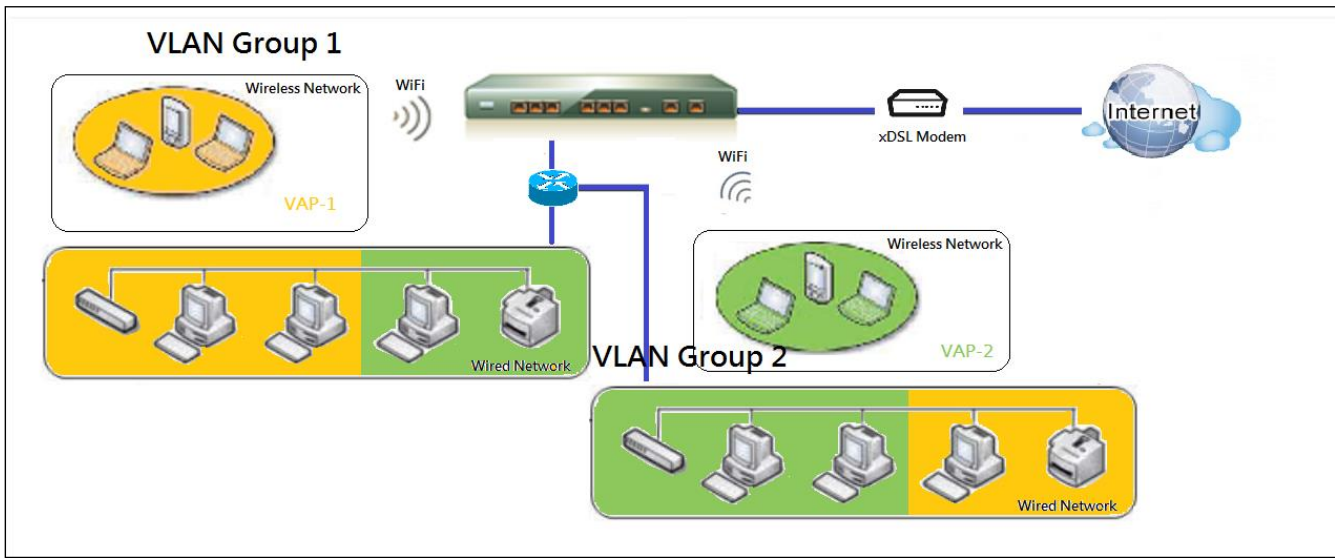 VLAN Group 1
Wireless Network
WiFi
VAP-1
xDSL Modem
Internet
WiFi
Wireless Network
VAP-2
Wired Network
VLAN Group 2
Wired Network